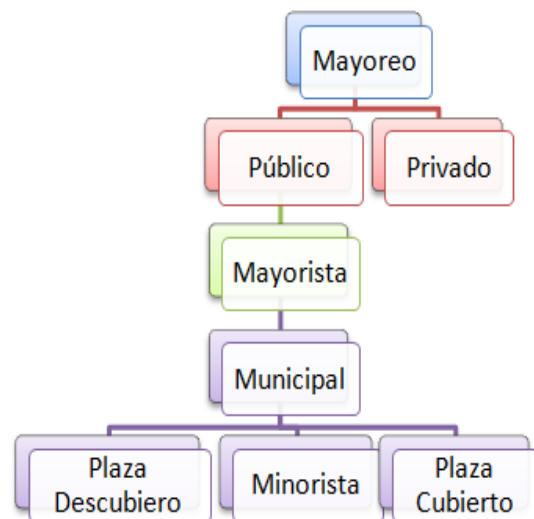 Mayoreo
Público
Privado
Mayorista
Municipal
Plaza
Descubiero
Minorista
Plaza
Cubierto